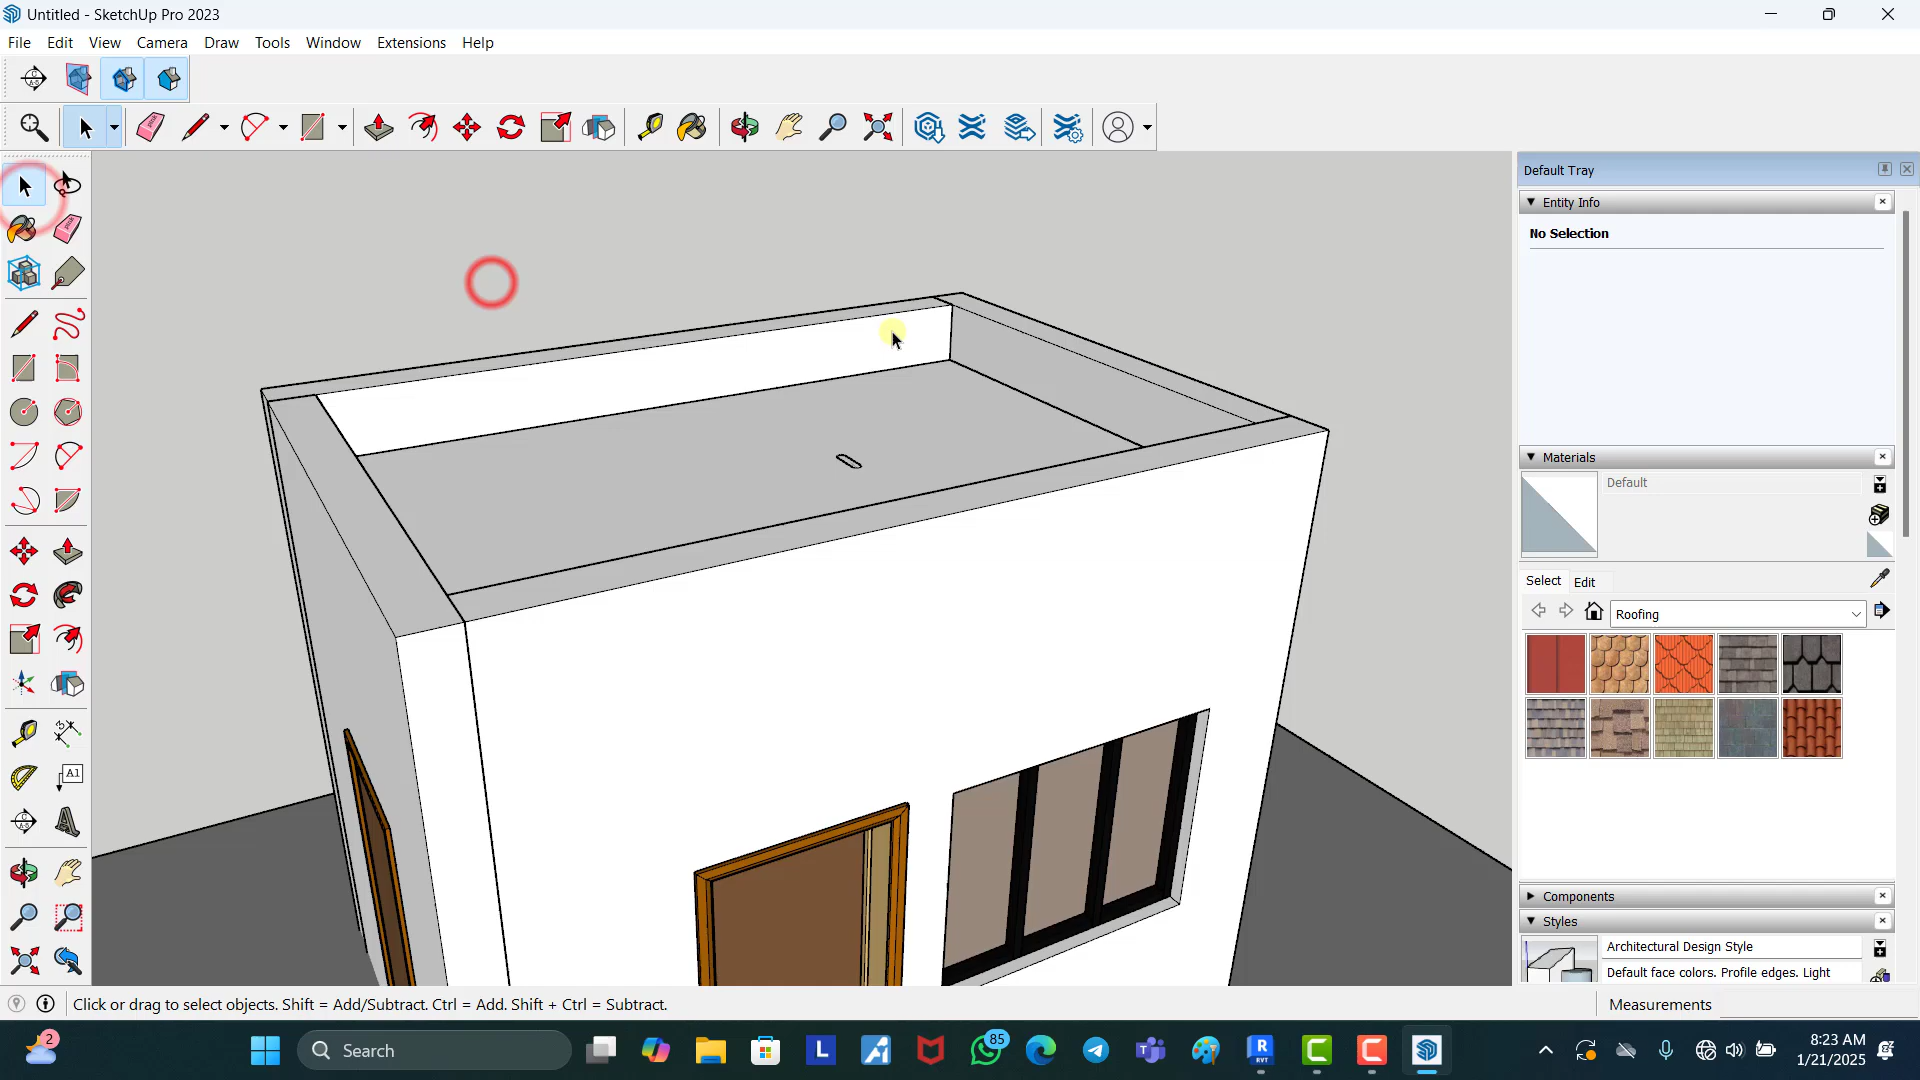 Untitled - SketchUp Pro 2023
File Edit View Camera Draw Tools Window Extensions Help
Default Tray
Entity Info
No Selection
Materials
Default
Select Edit
Roofing
Components
Styles
Architectural Design Style
Default face colors. Profile edges. Light
A1
Click or drag to select objects. Shift = Add/Subtract. Ctrl = Add. Shift + Ctrl = Subtract.
Measurements
2
Search
85
8:23 AM
1/21/2025